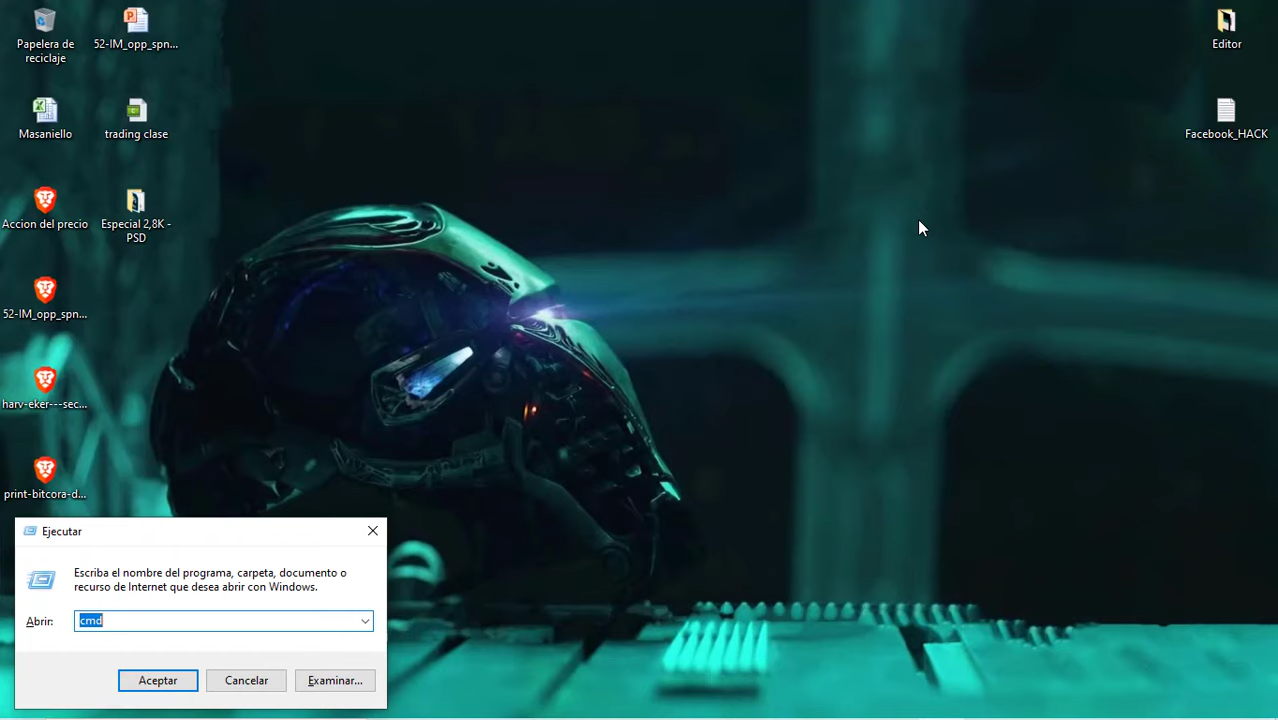 Papelera de
reciclaje
52-IM_opp_spn...
Editor
Masaniello
trading clase
Facebook_HACK
Accion del precio
Especial 2,8K -
PSD
52-IM_opp_spn...
harv-eker---sec...
print-bitcora-d...
Ejecutar
Escriba el nombre del programa, carpeta, documento o
recurso de Internet que desea abrir con Windows.
Abrir:
cmd
Aceptar
Cancelar
Examinar...